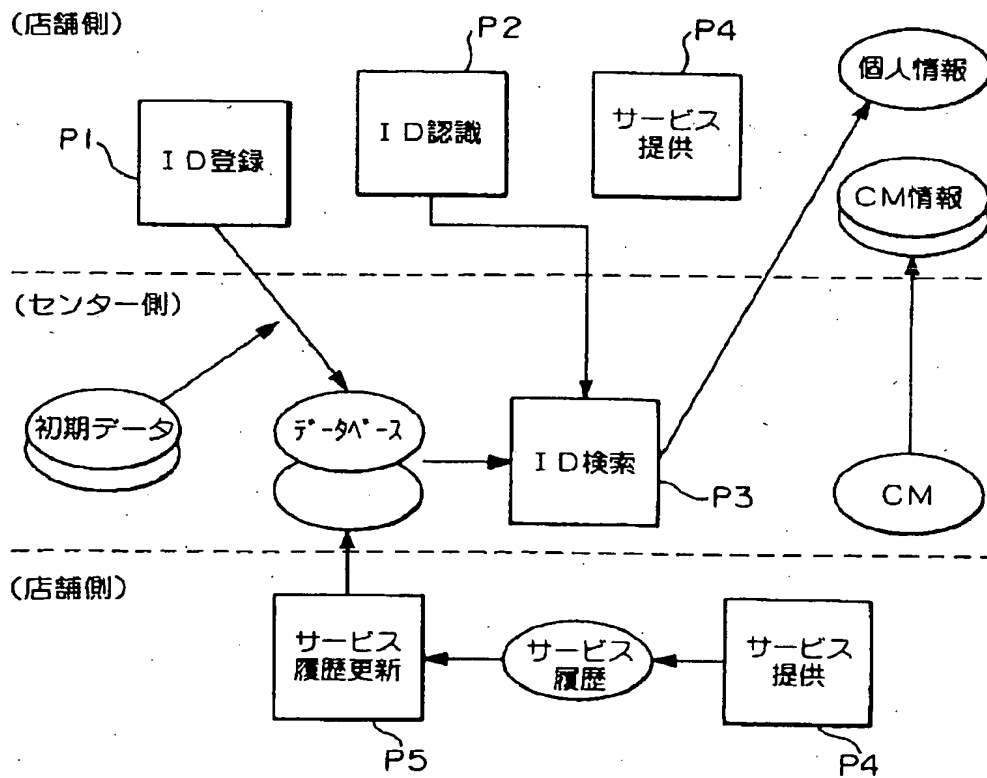 (店舗側)
P1
ID登録
P2
ID認識
P4
サービス
提供
個人情報
CM情報
(センター側)
初期データ
データベース
ID検索
P3
CM
(店舗側)
サービス
履歴更新
P5
サービス
履歴
サービス
提供
P4